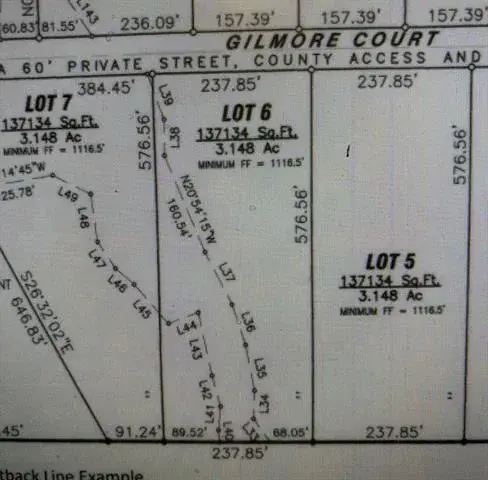 L143
60.83'
81.55'
236.09'
157.39'
157.39'
157.39'
GILMORE COURT
A 60' PRIVATE STREET, COUNTY ACCESS AND
384.45'
237.85'
237.85'
LOT 7
137134 Sq.Ft.
3.148 Ac
MINIMUM FF = 1116.5'
LOT 6
137134 Sq.Ft.
3.148 Ac
MINIMUM FF = 1116.5'
L39
L38
576.56'
576.56'
576.56'
14'45"W
25.78'
L49
L48
L47
L46
L45
N20°54'15"W
160.54'
L37
L36
L35
L34
L44
L43
L42
L41
L40
LOT 5
137134 Sq.Ft.
3.148 Ac
MINIMUM FF = 1116.5'
S26°32'02"E
646.83'
NT
45'
91.24'
89.52'
68.05'
237.85'
237.85'
tback Line Example